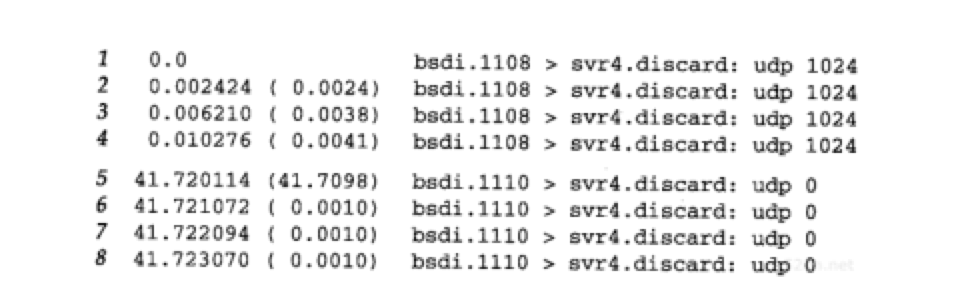 1 0.0 bsdi.1108 > svr4.discard: udp 1024
2 0.002424 ( 0.0024) bsdi.1108 > svr4.discard: udp 1024
3 0.006210 ( 0.0038) bsdi.1108 > svr4.discard: udp 1024
4 0.010276 ( 0.0041) bsdi.1108 > svr4.discard: udp 1024
5 41.720114 (41.7098) bsdi.1110 > svr4.discard: udp 0
6 41.721072 ( 0.0010) bsdi.1110 > svr4.discard: udp 0
7 41.722094 ( 0.0010) bsdi.1110 > svr4.discard: udp 0
8 41.723070 ( 0.0010) bsdi.1110 > svr4.discard: udp 0